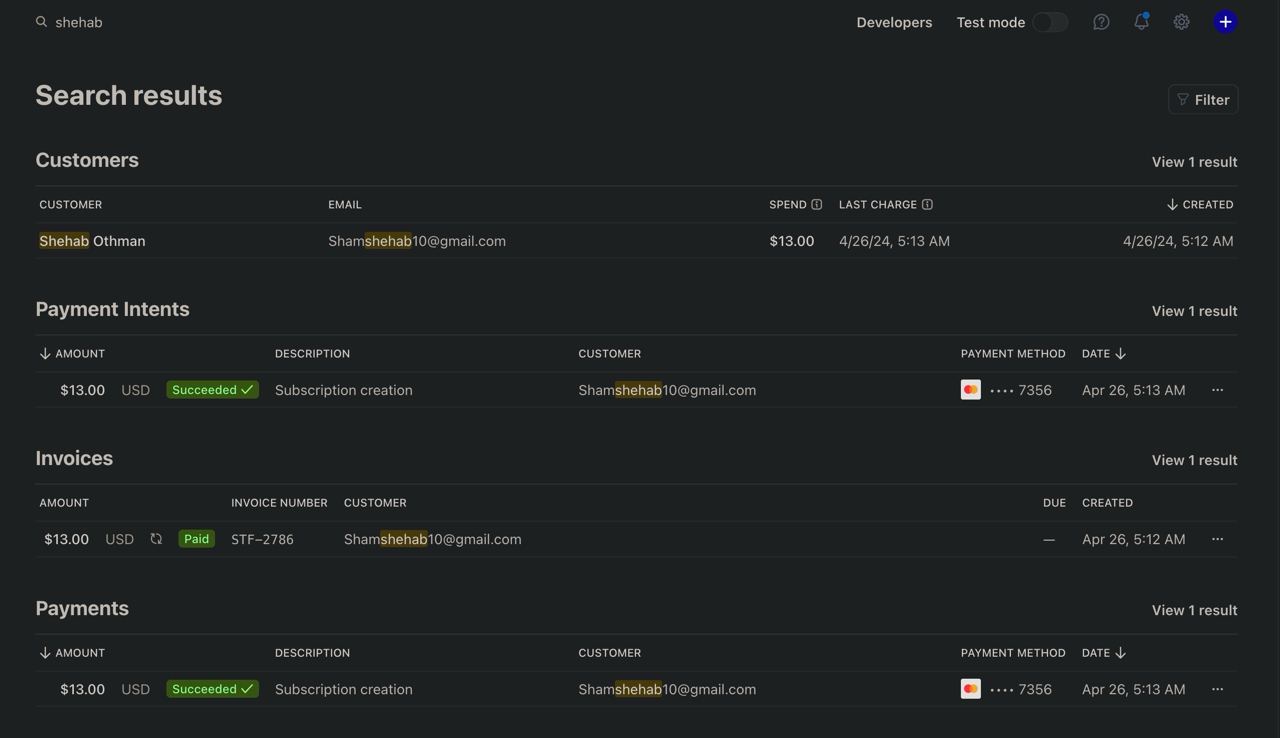 shehab
Developers Test mode
Search results
Filter
Customers
View 1 result
CUSTOMER EMAIL SPEND LAST CHARGE ↓ CREATED
Shehab Othman Shamshehab10@gmail.com $13.00 4/26/24, 5:13 AM 4/26/24, 5:12 AM
Payment Intents
View 1 result
↓ AMOUNT DESCRIPTION CUSTOMER PAYMENT METHOD DATE ↓
$13.00 USD Succeeded ✓ Subscription creation Shamshehab10@gmail.com •••• 7356 Apr 26, 5:13 AM ···
Invoices
View 1 result
AMOUNT INVOICE NUMBER CUSTOMER DUE CREATED
$13.00 USD Paid STF–2786 Shamshehab10@gmail.com — Apr 26, 5:12 AM ···
Payments
View 1 result
↓ AMOUNT DESCRIPTION CUSTOMER PAYMENT METHOD DATE ↓
$13.00 USD Succeeded ✓ Subscription creation Shamshehab10@gmail.com •••• 7356 Apr 26, 5:13 AM ···